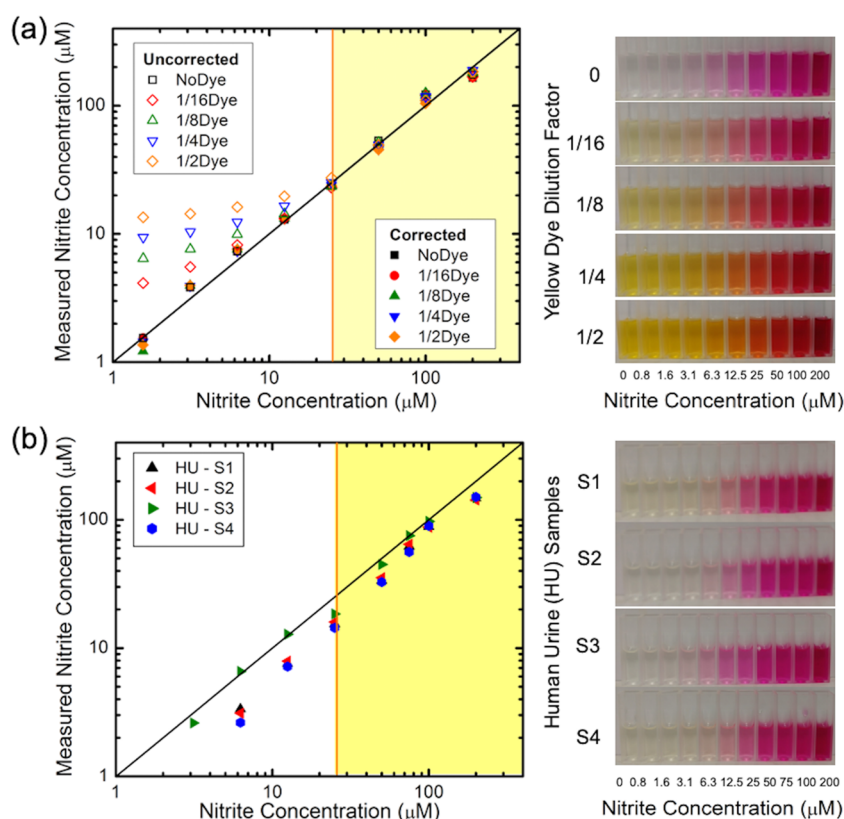 (a)
Measured Nitrite Concentration (μM)
100
10
1
Uncorrected
NoDye
1/16Dye
1/8Dye
1/4Dye
1/2Dye
Corrected
NoDye
1/16Dye
1/8Dye
1/4Dye
1/2Dye
1 10 100
Nitrite Concentration (μM)
Yellow Dye Dilution Factor
0
1/16
1/8
1/4
1/2
0 0.8 1.6 3.1 6.3 12.5 25 50 100 200
Nitrite Concentration (μM)
(b)
Measured Nitrite Concentration (μM)
100
10
1
HU - S1
HU - S2
HU - S3
HU - S4
1 10 100
Nitrite Concentration (μM)
Human Urine (HU) Samples
S1
S2
S3
S4
0 0.8 1.6 3.1 6.3 12.5 25 50 75 100 200
Nitrite Concentration (μM)